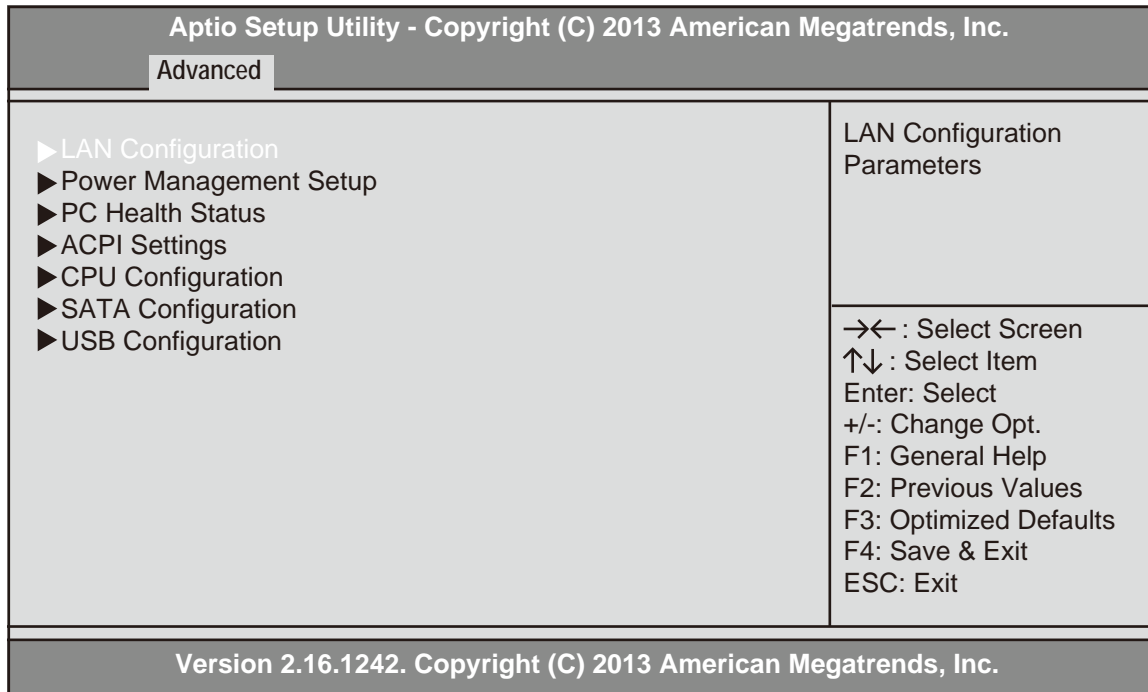 Aptio Setup Utility - Copyright (C) 2013 American Megatrends, Inc.
Advanced
▶LAN Configuration
▶Power Management Setup
▶PC Health Status
▶ACPI Settings
▶CPU Configuration
▶SATA Configuration
▶USB Configuration
LAN Configuration
Parameters
→← : Select Screen
↑↓ : Select Item
Enter: Select
+/-: Change Opt.
F1: General Help
F2: Previous Values
F3: Optimized Defaults
F4: Save & Exit
ESC: Exit
Version 2.16.1242. Copyright (C) 2013 American Megatrends, Inc.